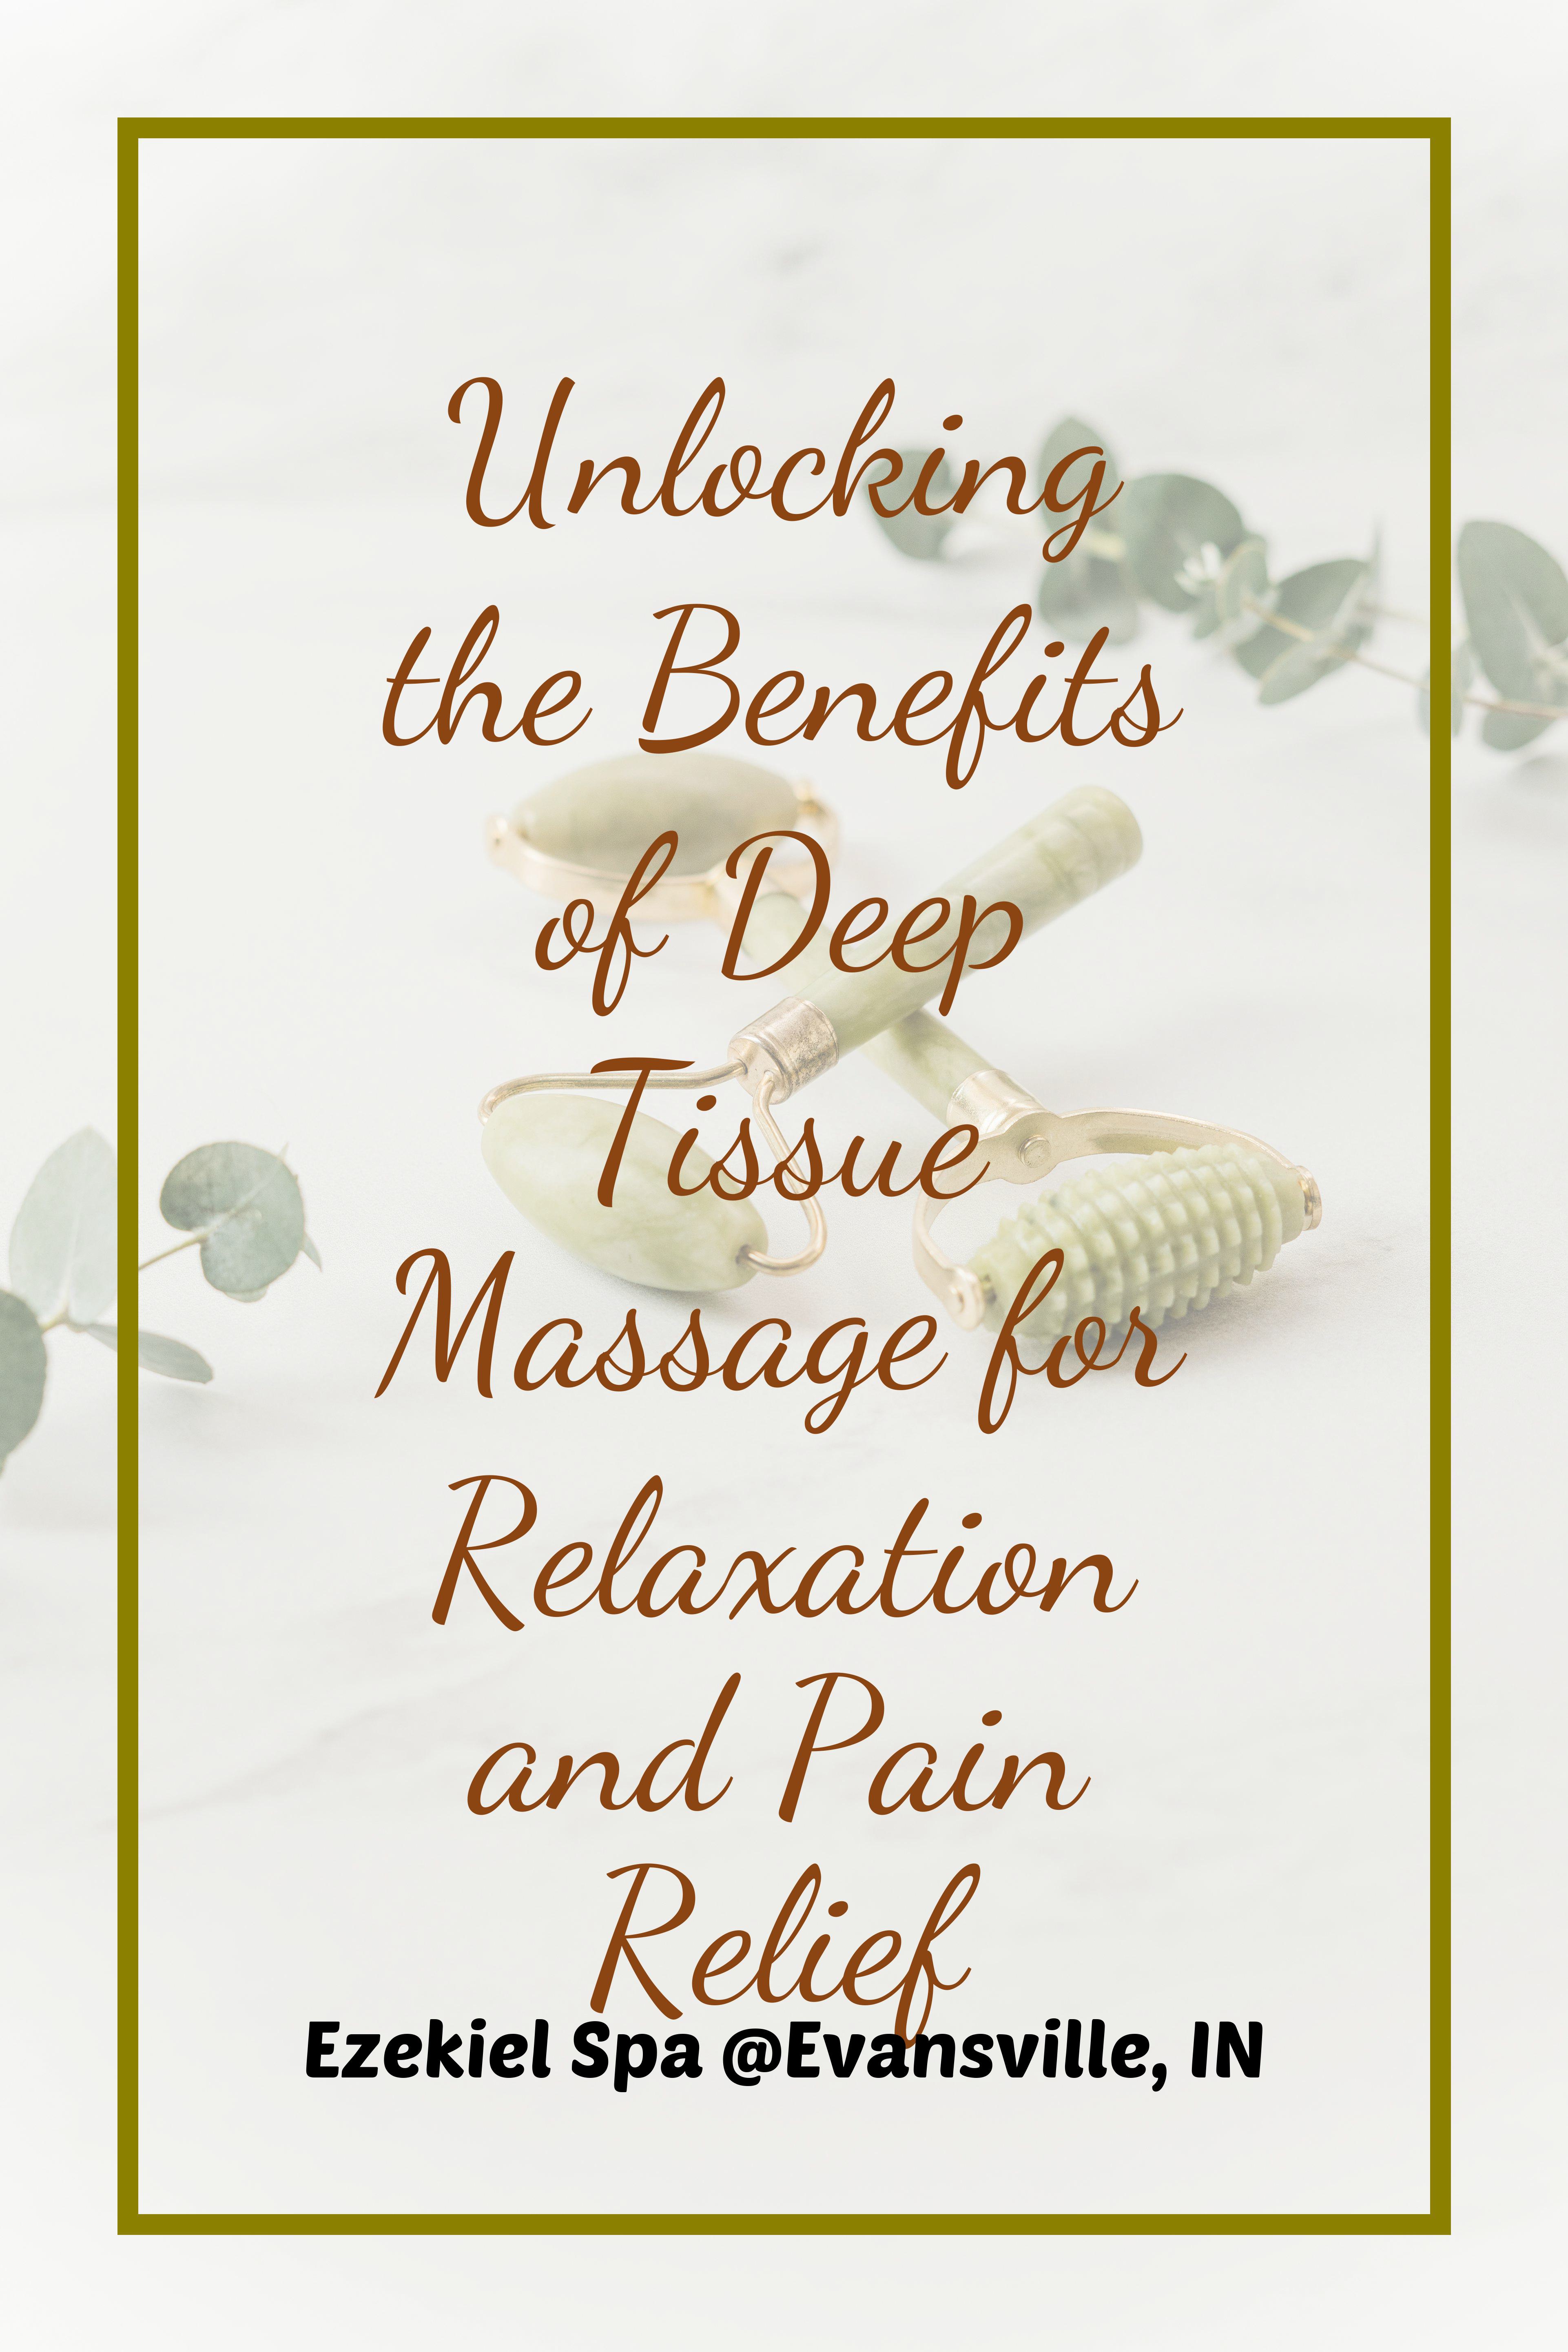 Unlocking
the Benefits
of Deep
Tissue
Massage for
Relaxation
and Pain
Relief
Ezekiel Spa @Evansville, IN